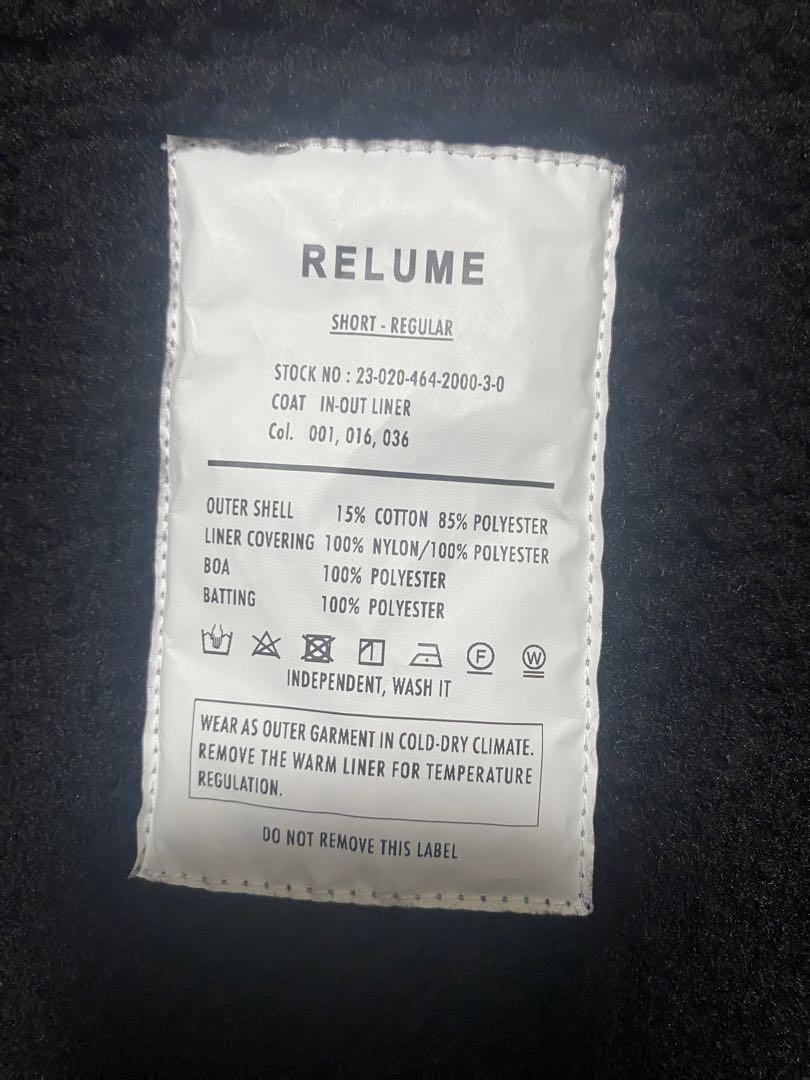 RELUME
SHORT - REGULAR
STOCK NO : 23-020-464-2000-3-0
COAT IN-OUT LINER
Col. 001, 016, 036
OUTER SHELL 15% COTTON 85% POLYESTER
LINER COVERING 100% NYLON/100% POLYESTER
BOA 100% POLYESTER
BATTING 100% POLYESTER
F W
INDEPENDENT, WASH IT
WEAR AS OUTER GARMENT IN COLD-DRY CLIMATE.
REMOVE THE WARM LINER FOR TEMPERATURE
REGULATION.
DO NOT REMOVE THIS LABEL